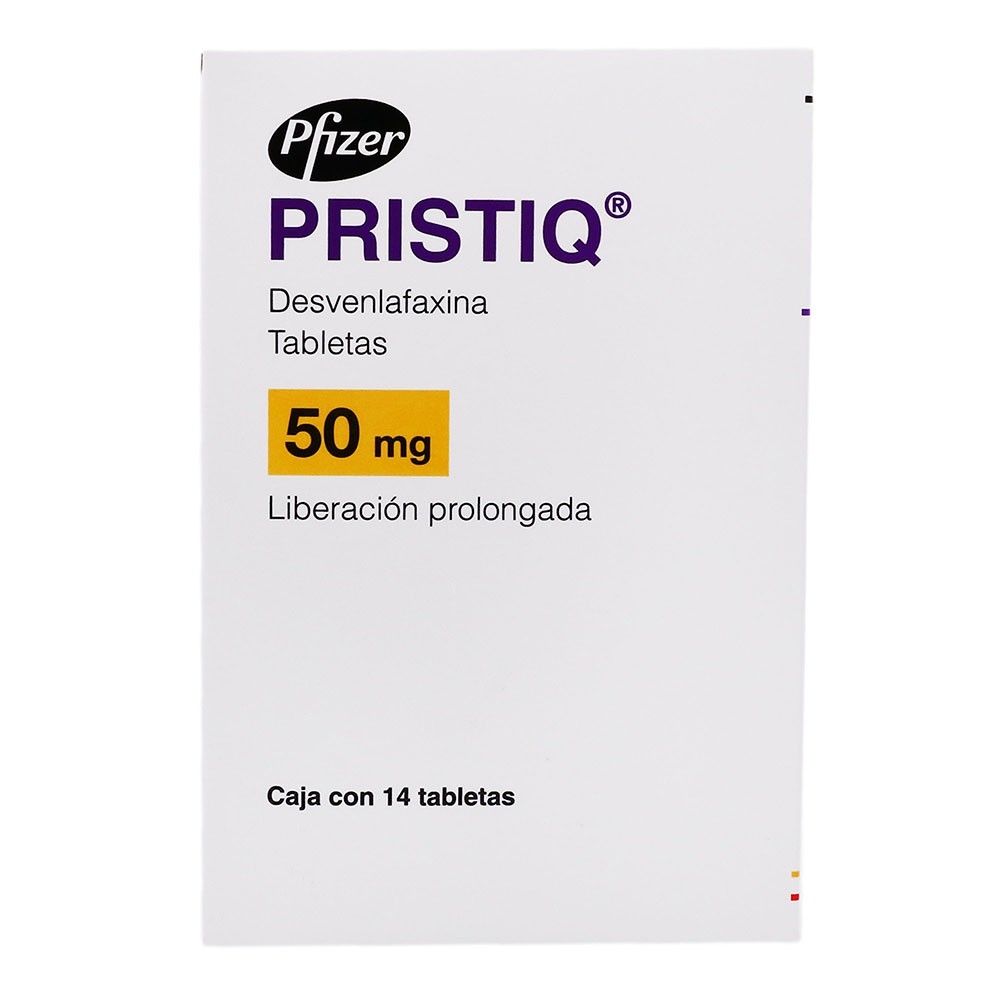 Pfizer
PRISTIQ®
Desvenlafaxina
Tabletas
50 mg
Liberación prolongada
Caja con 14 tabletas